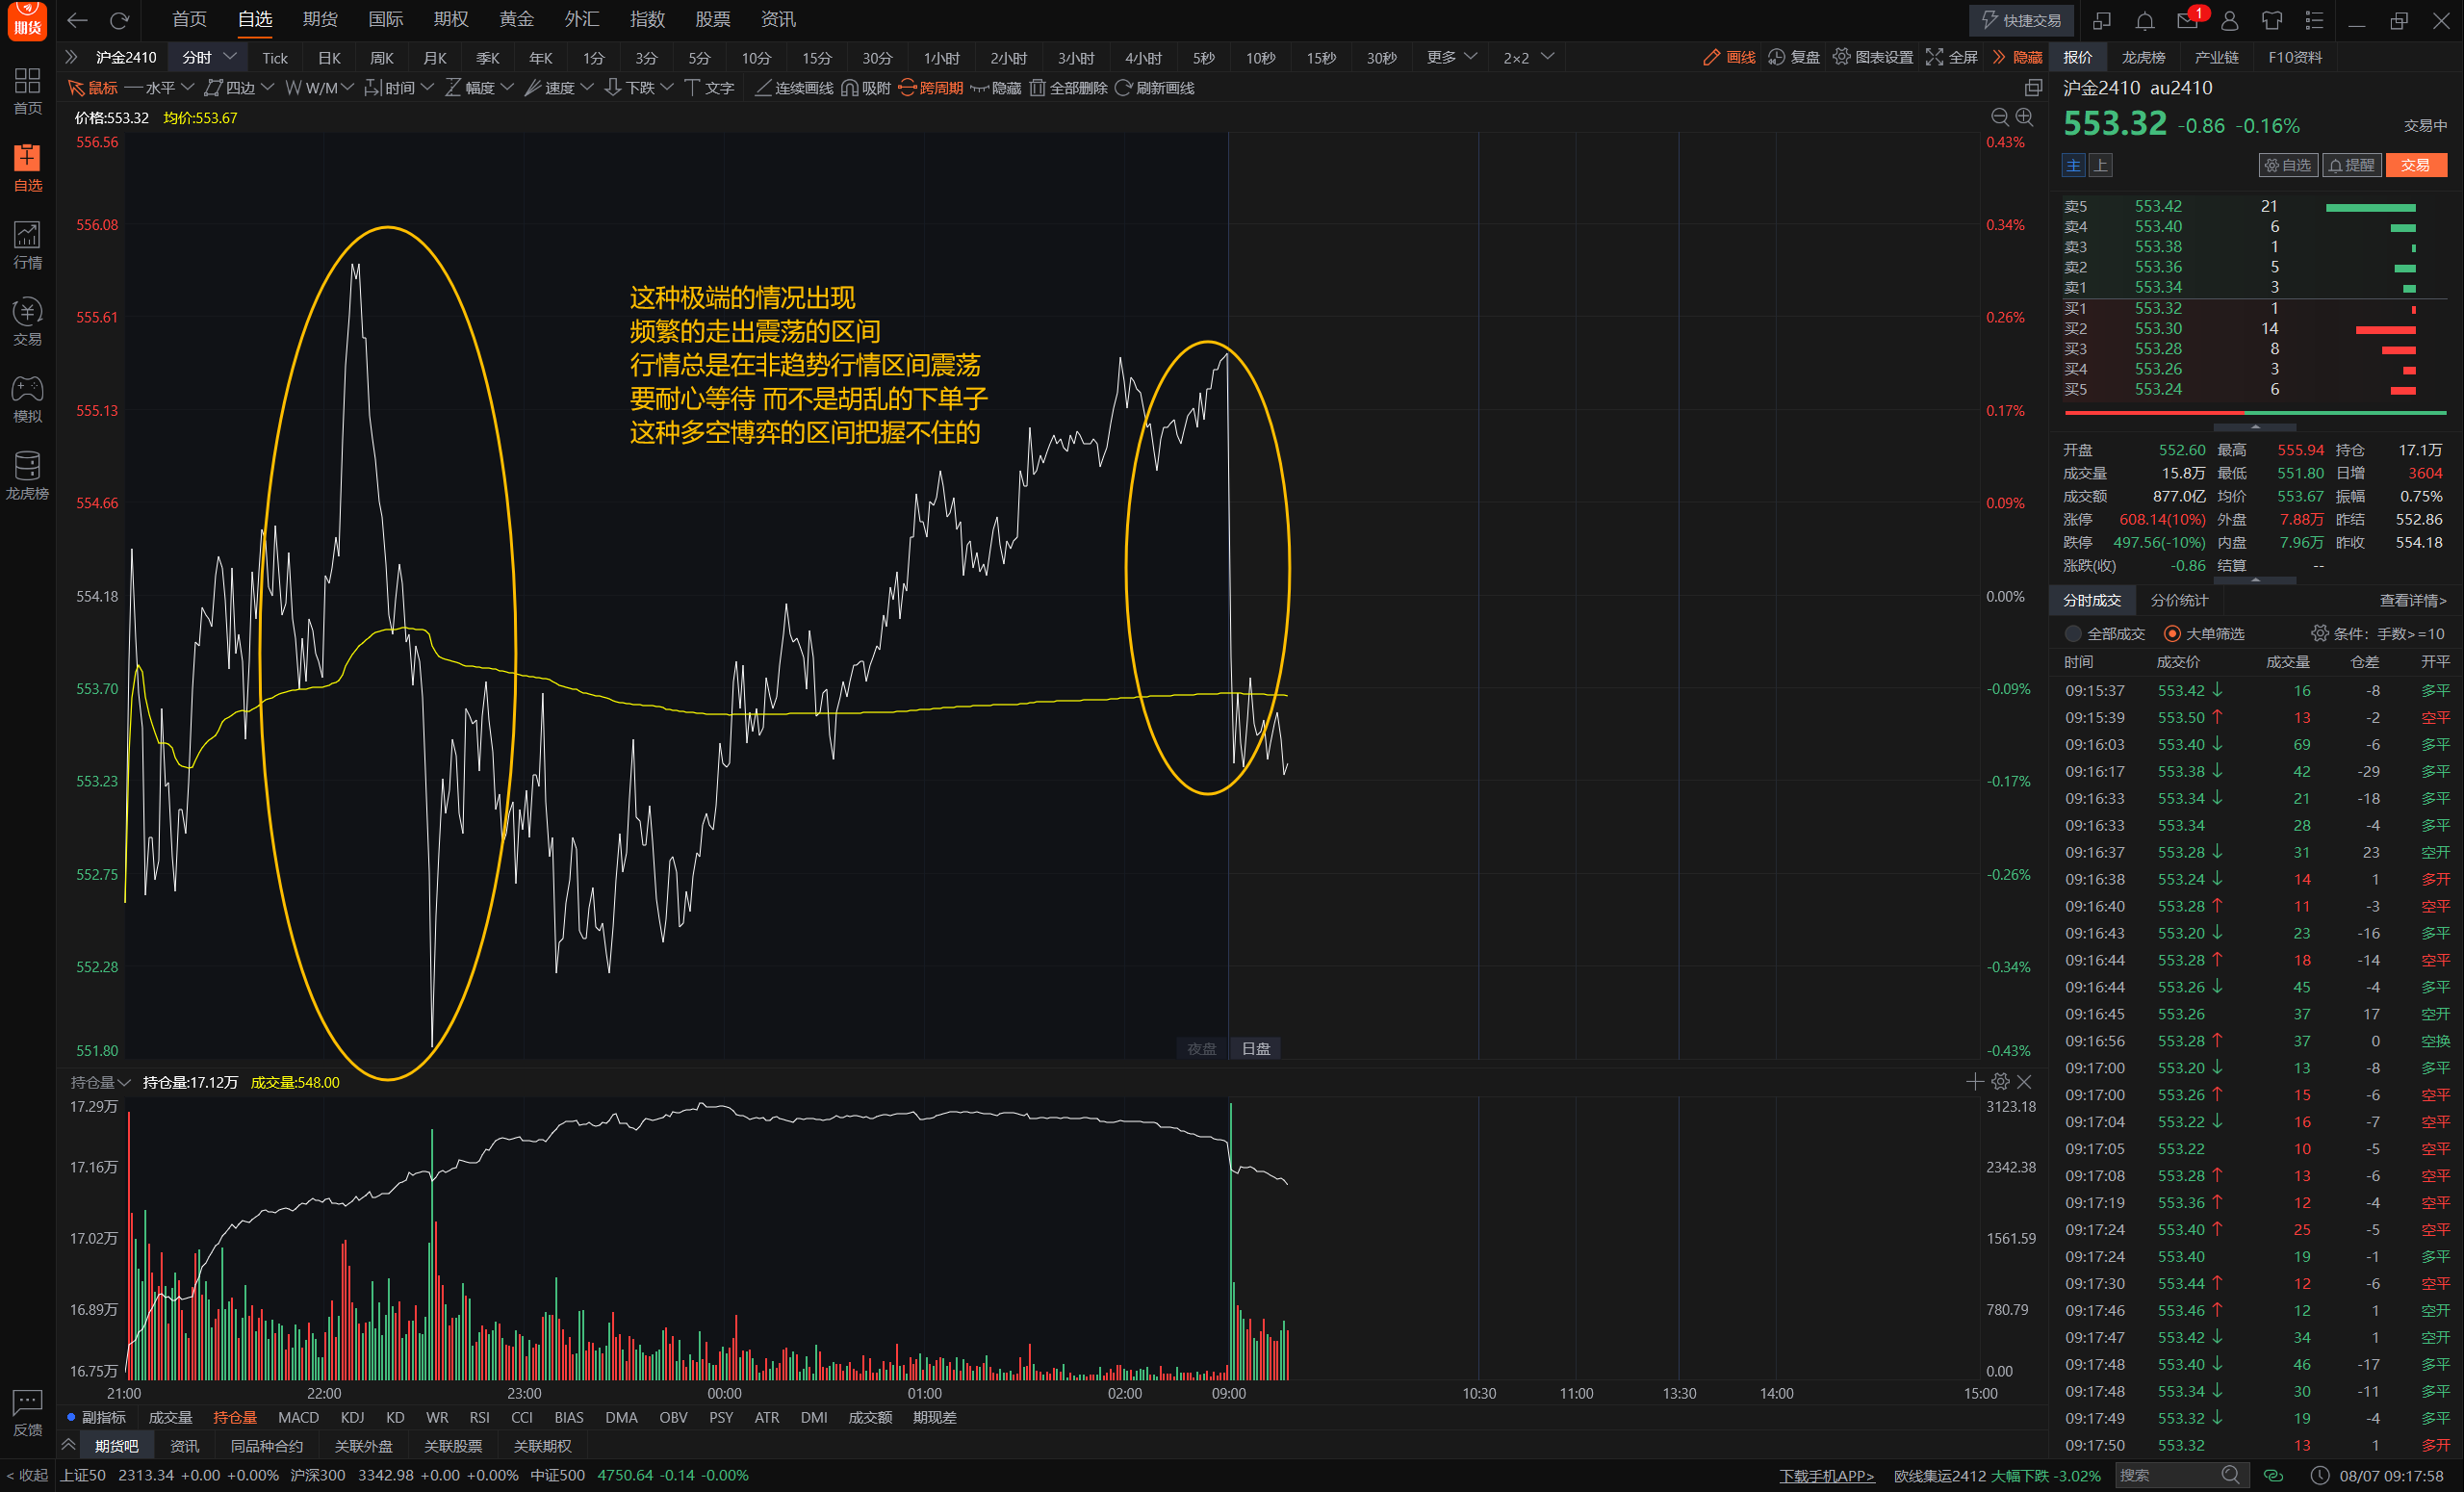 期货
首页 自选 期货 国际 期权 黄金 外汇 指数 股票 资讯
快捷交易 1
沪金2410 分时 Tick 日K 周K 月K 季K 年K 1分 3分 5分 10分 15分 30分 1小时 2小时 3小时 4小时 5秒 10秒 15秒 30秒 更多 2×2
画线 复盘 图表设置 全屏 隐藏
鼠标 水平 四边 W/M 时间 幅度 速度 下跌 文字 连续画线 吸附 跨周期 隐藏 全部删除 刷新画线
首页
自选
行情
交易
模拟
龙虎榜
反馈
< 收起
价格:553.32 均价:553.67
556.56 0.43%
556.08 0.34%
555.61 0.26%
555.13 0.17%
554.66 0.09%
554.18 0.00%
553.70 -0.09%
553.23 -0.17%
552.75 -0.26%
552.28 -0.34%
551.80 -0.43%
这种极端的情况出现
频繁的走出震荡的区间
行情总是在非趋势行情区间震荡
要耐心等待 而不是胡乱的下单子
这种多空博弈的区间把握不住的
夜盘 日盘
持仓量 持仓量:17.12万 成交量:548.00
17.29万 3123.18
17.16万 2342.38
17.02万 1561.59
16.89万 780.79
16.75万 0.00
21:00 22:00 23:00 00:00 01:00 02:00 09:00 10:30 11:00 13:30 14:00 15:00
副指标 成交量 持仓量 MACD KDJ KD WR RSI CCI BIAS DMA OBV PSY ATR DMI 成交额 期现差
期货吧 资讯 同品种合约 关联外盘 关联股票 关联期权
报价 龙虎榜 产业链 F10资料
沪金2410 au2410
553.32 -0.86 -0.16% 交易中
主 上 自选 提醒 交易
卖5 553.42 21
卖4 553.40 6
卖3 553.38 1
卖2 553.36 5
卖1 553.34 3
买1 553.32 1
买2 553.30 14
买3 553.28 8
买4 553.26 3
买5 553.24 6
开盘 552.60 最高 555.94 持仓 17.1万
成交量 15.8万 最低 551.80 日增 3604
成交额 877.0亿 均价 553.67 振幅 0.75%
涨停 608.14(10%) 外盘 7.88万 昨结 552.86
跌停 497.56(-10%) 内盘 7.96万 昨收 554.18
涨跌(收) -0.86 结算 --
分时成交 分价统计 查看详情>
全部成交 大单筛选 条件：手数>=10
时间 成交价 成交量 仓差 开平
09:15:37 553.42 ↓ 16 -8 多平
09:15:39 553.50 ↑ 13 -2 空平
09:16:03 553.40 ↓ 69 -6 多平
09:16:17 553.38 ↓ 42 -29 多平
09:16:33 553.34 ↓ 21 -18 多平
09:16:33 553.34 28 -4 多平
09:16:37 553.28 ↓ 31 23 空开
09:16:38 553.24 ↓ 14 1 多开
09:16:40 553.28 ↑ 11 -3 空平
09:16:43 553.20 ↓ 23 -16 多平
09:16:44 553.28 ↑ 18 -14 空平
09:16:44 553.26 ↓ 45 -4 多平
09:16:45 553.26 37 17 空开
09:16:56 553.28 ↑ 37 0 空换
09:17:00 553.20 ↓ 13 -8 多平
09:17:00 553.26 ↑ 15 -6 空平
09:17:04 553.22 ↓ 16 -7 空平
09:17:05 553.22 10 -5 空平
09:17:08 553.28 ↑ 13 -6 空平
09:17:19 553.36 ↑ 12 -4 空平
09:17:24 553.40 ↑ 25 -5 空平
09:17:24 553.40 19 -1 多平
09:17:30 553.44 ↑ 12 -6 空平
09:17:46 553.46 ↑ 12 1 空开
09:17:47 553.42 ↓ 34 1 空开
09:17:48 553.40 ↓ 46 -17 多平
09:17:48 553.34 ↓ 30 -11 多平
09:17:49 553.32 ↓ 19 -4 多平
09:17:50 553.32 13 1 多开
上证50 2313.34 +0.00 +0.00% 沪深300 3342.98 +0.00 +0.00% 中证500 4750.64 -0.14 -0.00%
下载手机APP> 欧线集运2412 大幅下跌 -3.02% 搜索 08/07 09:17:58